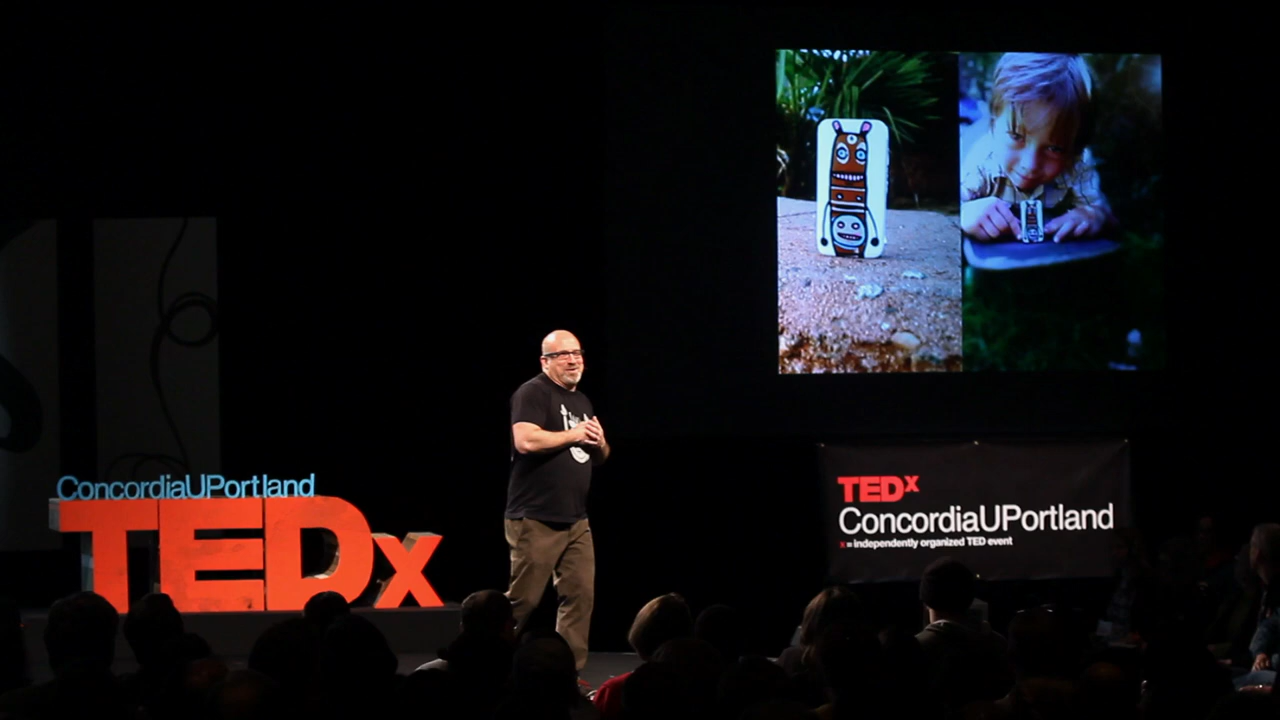 ConcordiaUPortland
TEDx
TEDx
ConcordiaUPortland
x = independently organized TED event